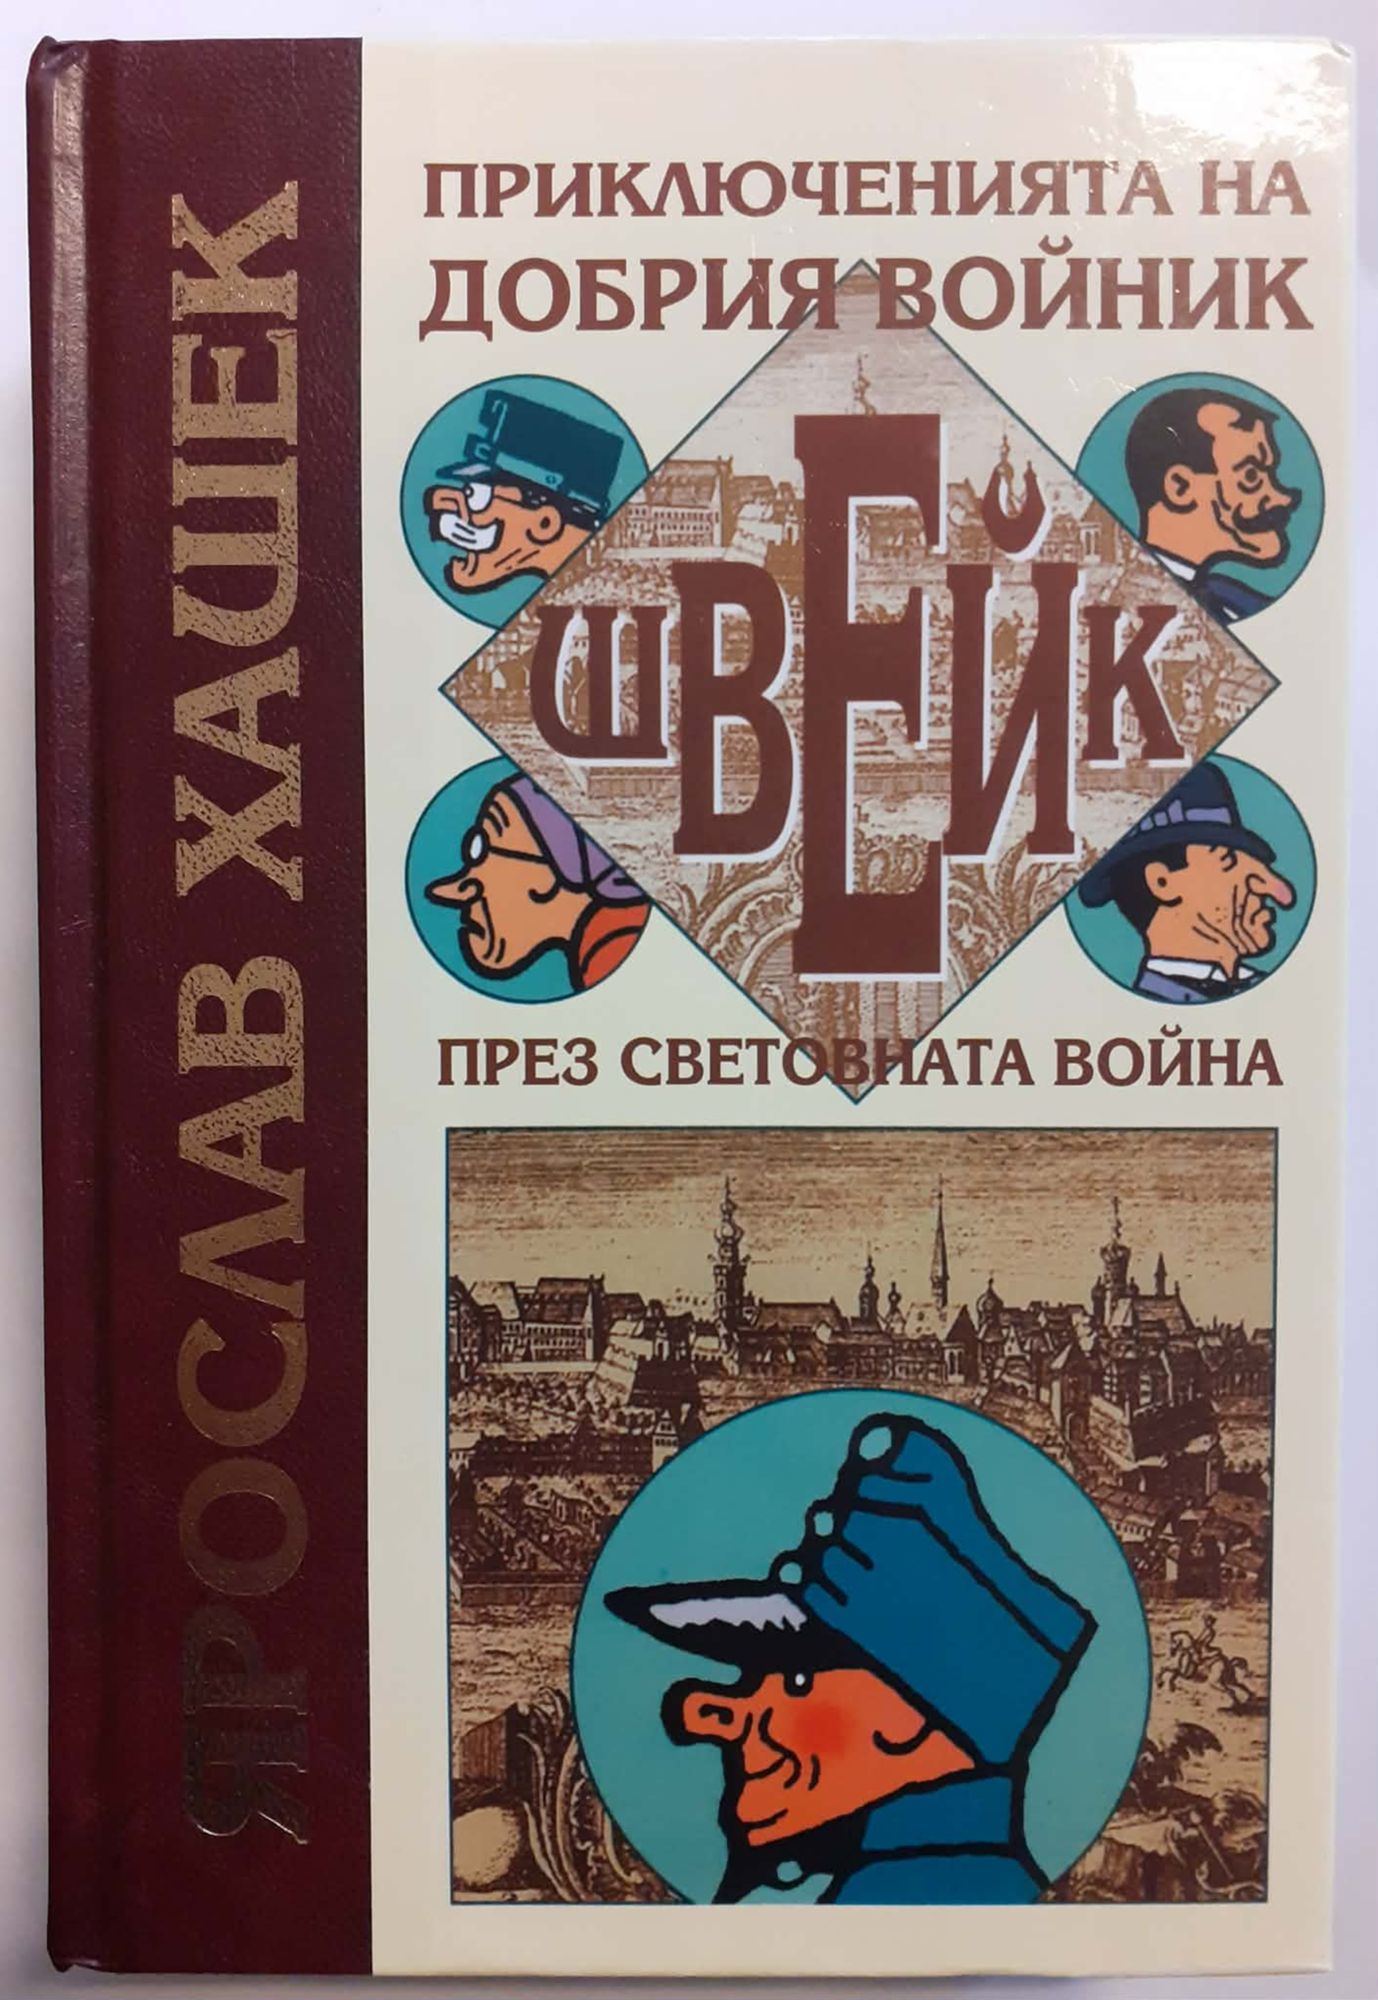 ЯРОСЛАВ ХАШЕК
ПРИКЛЮЧЕНИЯТА НА
ДОБРИЯ ВОЙНИК
ШВЕЙК
ПРЕЗ СВЕТОВНАТА ВОЙНА